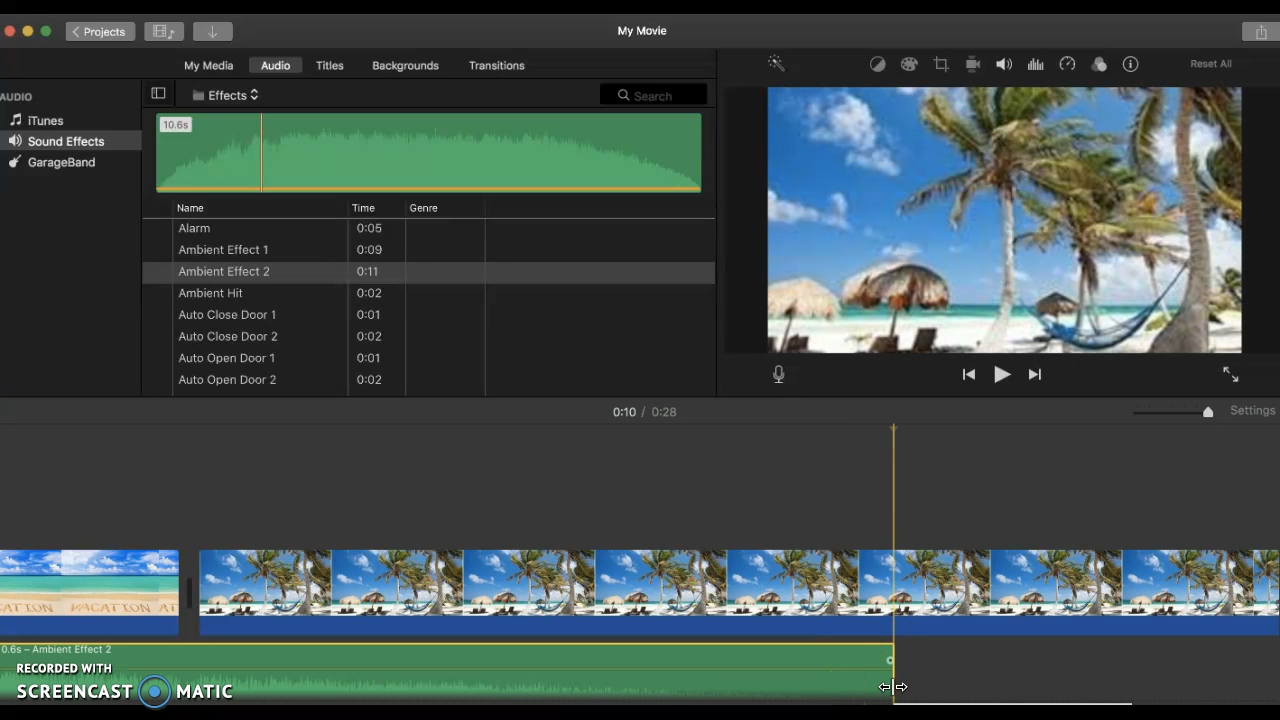 Projects
My Movie
My Media
Audio
Titles
Backgrounds
Transitions
Reset All
AUDIO
iTunes
Sound Effects
GarageBand
Effects
Search
10.6s
Name Time Genre
Alarm 0:05
Ambient Effect 1 0:09
Ambient Effect 2 0:11
Ambient Hit 0:02
Auto Close Door 1 0:01
Auto Close Door 2 0:02
Auto Open Door 1 0:01
Auto Open Door 2 0:02
0:10 / 0:28
Settings
VACATION AT
0.6s – Ambient Effect 2
RECORDED WITH
SCREENCAST MATIC